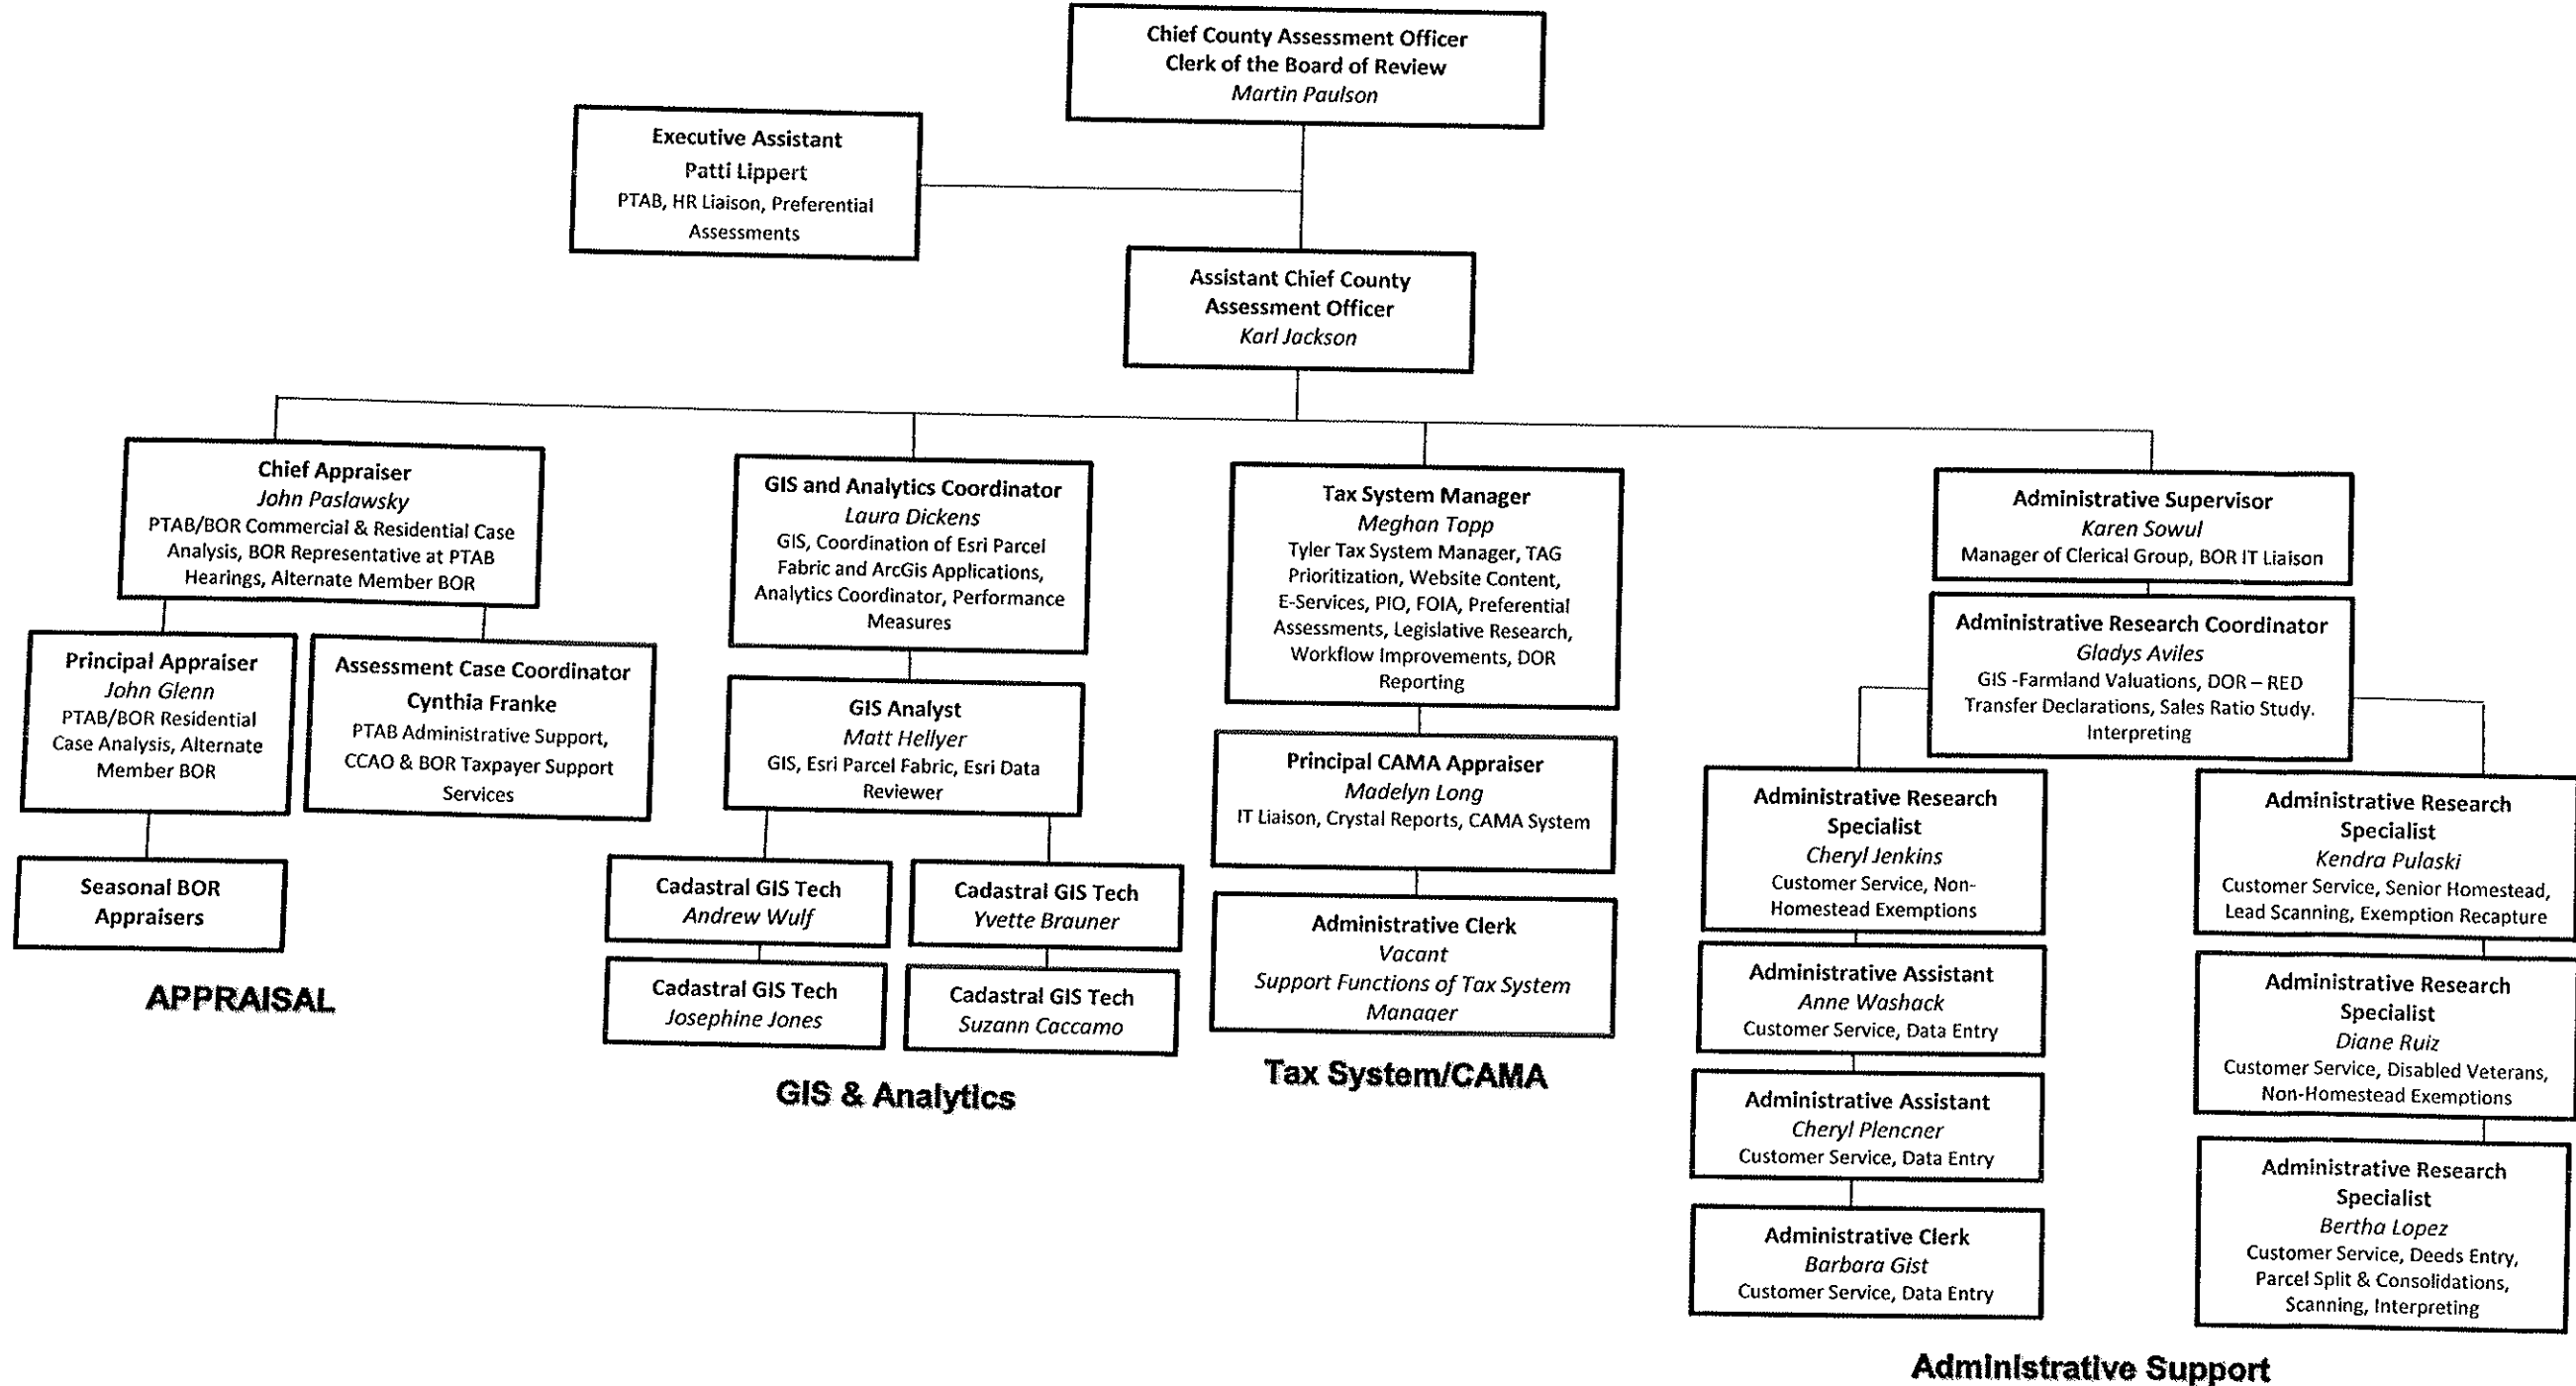 Chief County Assessment Officer
Clerk of the Board of Review
Martin Paulson
Executive Assistant
Patti Lippert
PTAB, HR Liaison, Preferential
Assessments
Assistant Chief County
Assessment Officer
Karl Jackson
Chief Appraiser
John Paslawsky
PTAB/BOR Commercial & Residential Case
Analysis, BOR Representative at PTAB
Hearings, Alternate Member BOR
Principal Appraiser
John Glenn
PTAB/BOR Residential
Case Analysis, Alternate
Member BOR
Assessment Case Coordinator
Cynthia Franke
PTAB Administrative Support,
CCAO & BOR Taxpayer Support
Services
Seasonal BOR
Appraisers
APPRAISAL
GIS and Analytics Coordinator
Laura Dickens
GIS, Coordination of Esri Parcel
Fabric and ArcGis Applications,
Analytics Coordinator, Performance
Measures
GIS Analyst
Matt Hellyer
GIS, Esri Parcel Fabric, Esri Data
Reviewer
Cadastral GIS Tech
Andrew Wulf
Cadastral GIS Tech
Yvette Brauner
Cadastral GIS Tech
Josephine Jones
Cadastral GIS Tech
Suzann Caccamo
GIS & Analytics
Tax System Manager
Meghan Topp
Tyler Tax System Manager, TAG
Prioritization, Website Content,
E-Services, PIO, FOIA, Preferential
Assessments, Legislative Research,
Workflow Improvements, DOR
Reporting
Principal CAMA Appraiser
Madelyn Long
IT Liaison, Crystal Reports, CAMA System
Administrative Clerk
Vacant
Support Functions of Tax System
Manager
Tax System/CAMA
Administrative Supervisor
Karen Sowul
Manager of Clerical Group, BOR IT Liaison
Administrative Research Coordinator
Gladys Aviles
GIS -Farmland Valuations, DOR – RED
Transfer Declarations, Sales Ratio Study.
Interpreting
Administrative Research
Specialist
Cheryl Jenkins
Customer Service, Non-
Homestead Exemptions
Administrative Assistant
Anne Washack
Customer Service, Data Entry
Administrative Assistant
Cheryl Plencner
Customer Service, Data Entry
Administrative Clerk
Barbara Gist
Customer Service, Data Entry
Administrative Research
Specialist
Kendra Pulaski
Customer Service, Senior Homestead,
Lead Scanning, Exemption Recapture
Administrative Research
Specialist
Diane Ruiz
Customer Service, Disabled Veterans,
Non-Homestead Exemptions
Administrative Research
Specialist
Bertha Lopez
Customer Service, Deeds Entry,
Parcel Split & Consolidations,
Scanning, Interpreting
Administrative Support